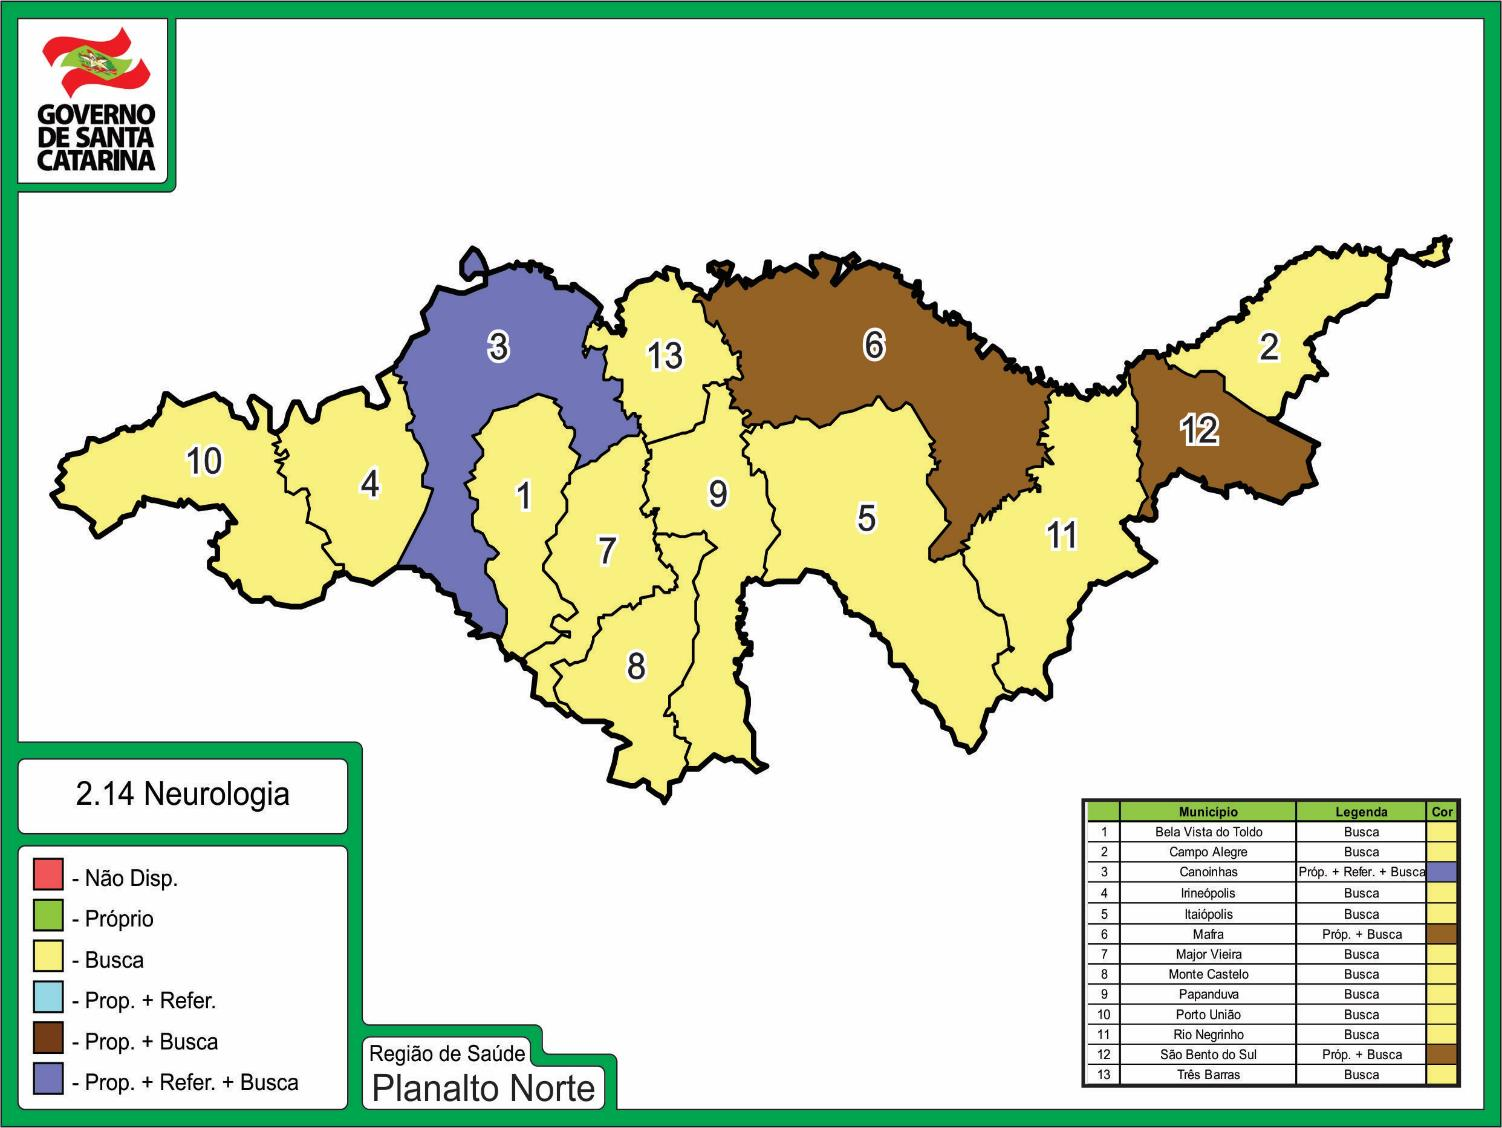 GOVERNO
DE SANTA
CATARINA
3
13
6
2
12
10
4
1
9
5
11
7
8
2.14 Neurologia
- Não Disp.
- Próprio
- Busca
- Prop. + Refer.
- Prop. + Busca
- Prop. + Refer. + Busca
Região de Saúde
Planalto Norte
Município Legenda Cor
1 Bela Vista do Toldo Busca
2 Campo Alegre Busca
3 Canoinhas Próp. + Refer. + Busca
4 Irineópolis Busca
5 Itaiópolis Busca
6 Mafra Próp. + Busca
7 Major Vieira Busca
8 Monte Castelo Busca
9 Papanduva Busca
10 Porto União Busca
11 Rio Negrinho Busca
12 São Bento do Sul Próp. + Busca
13 Três Barras Busca